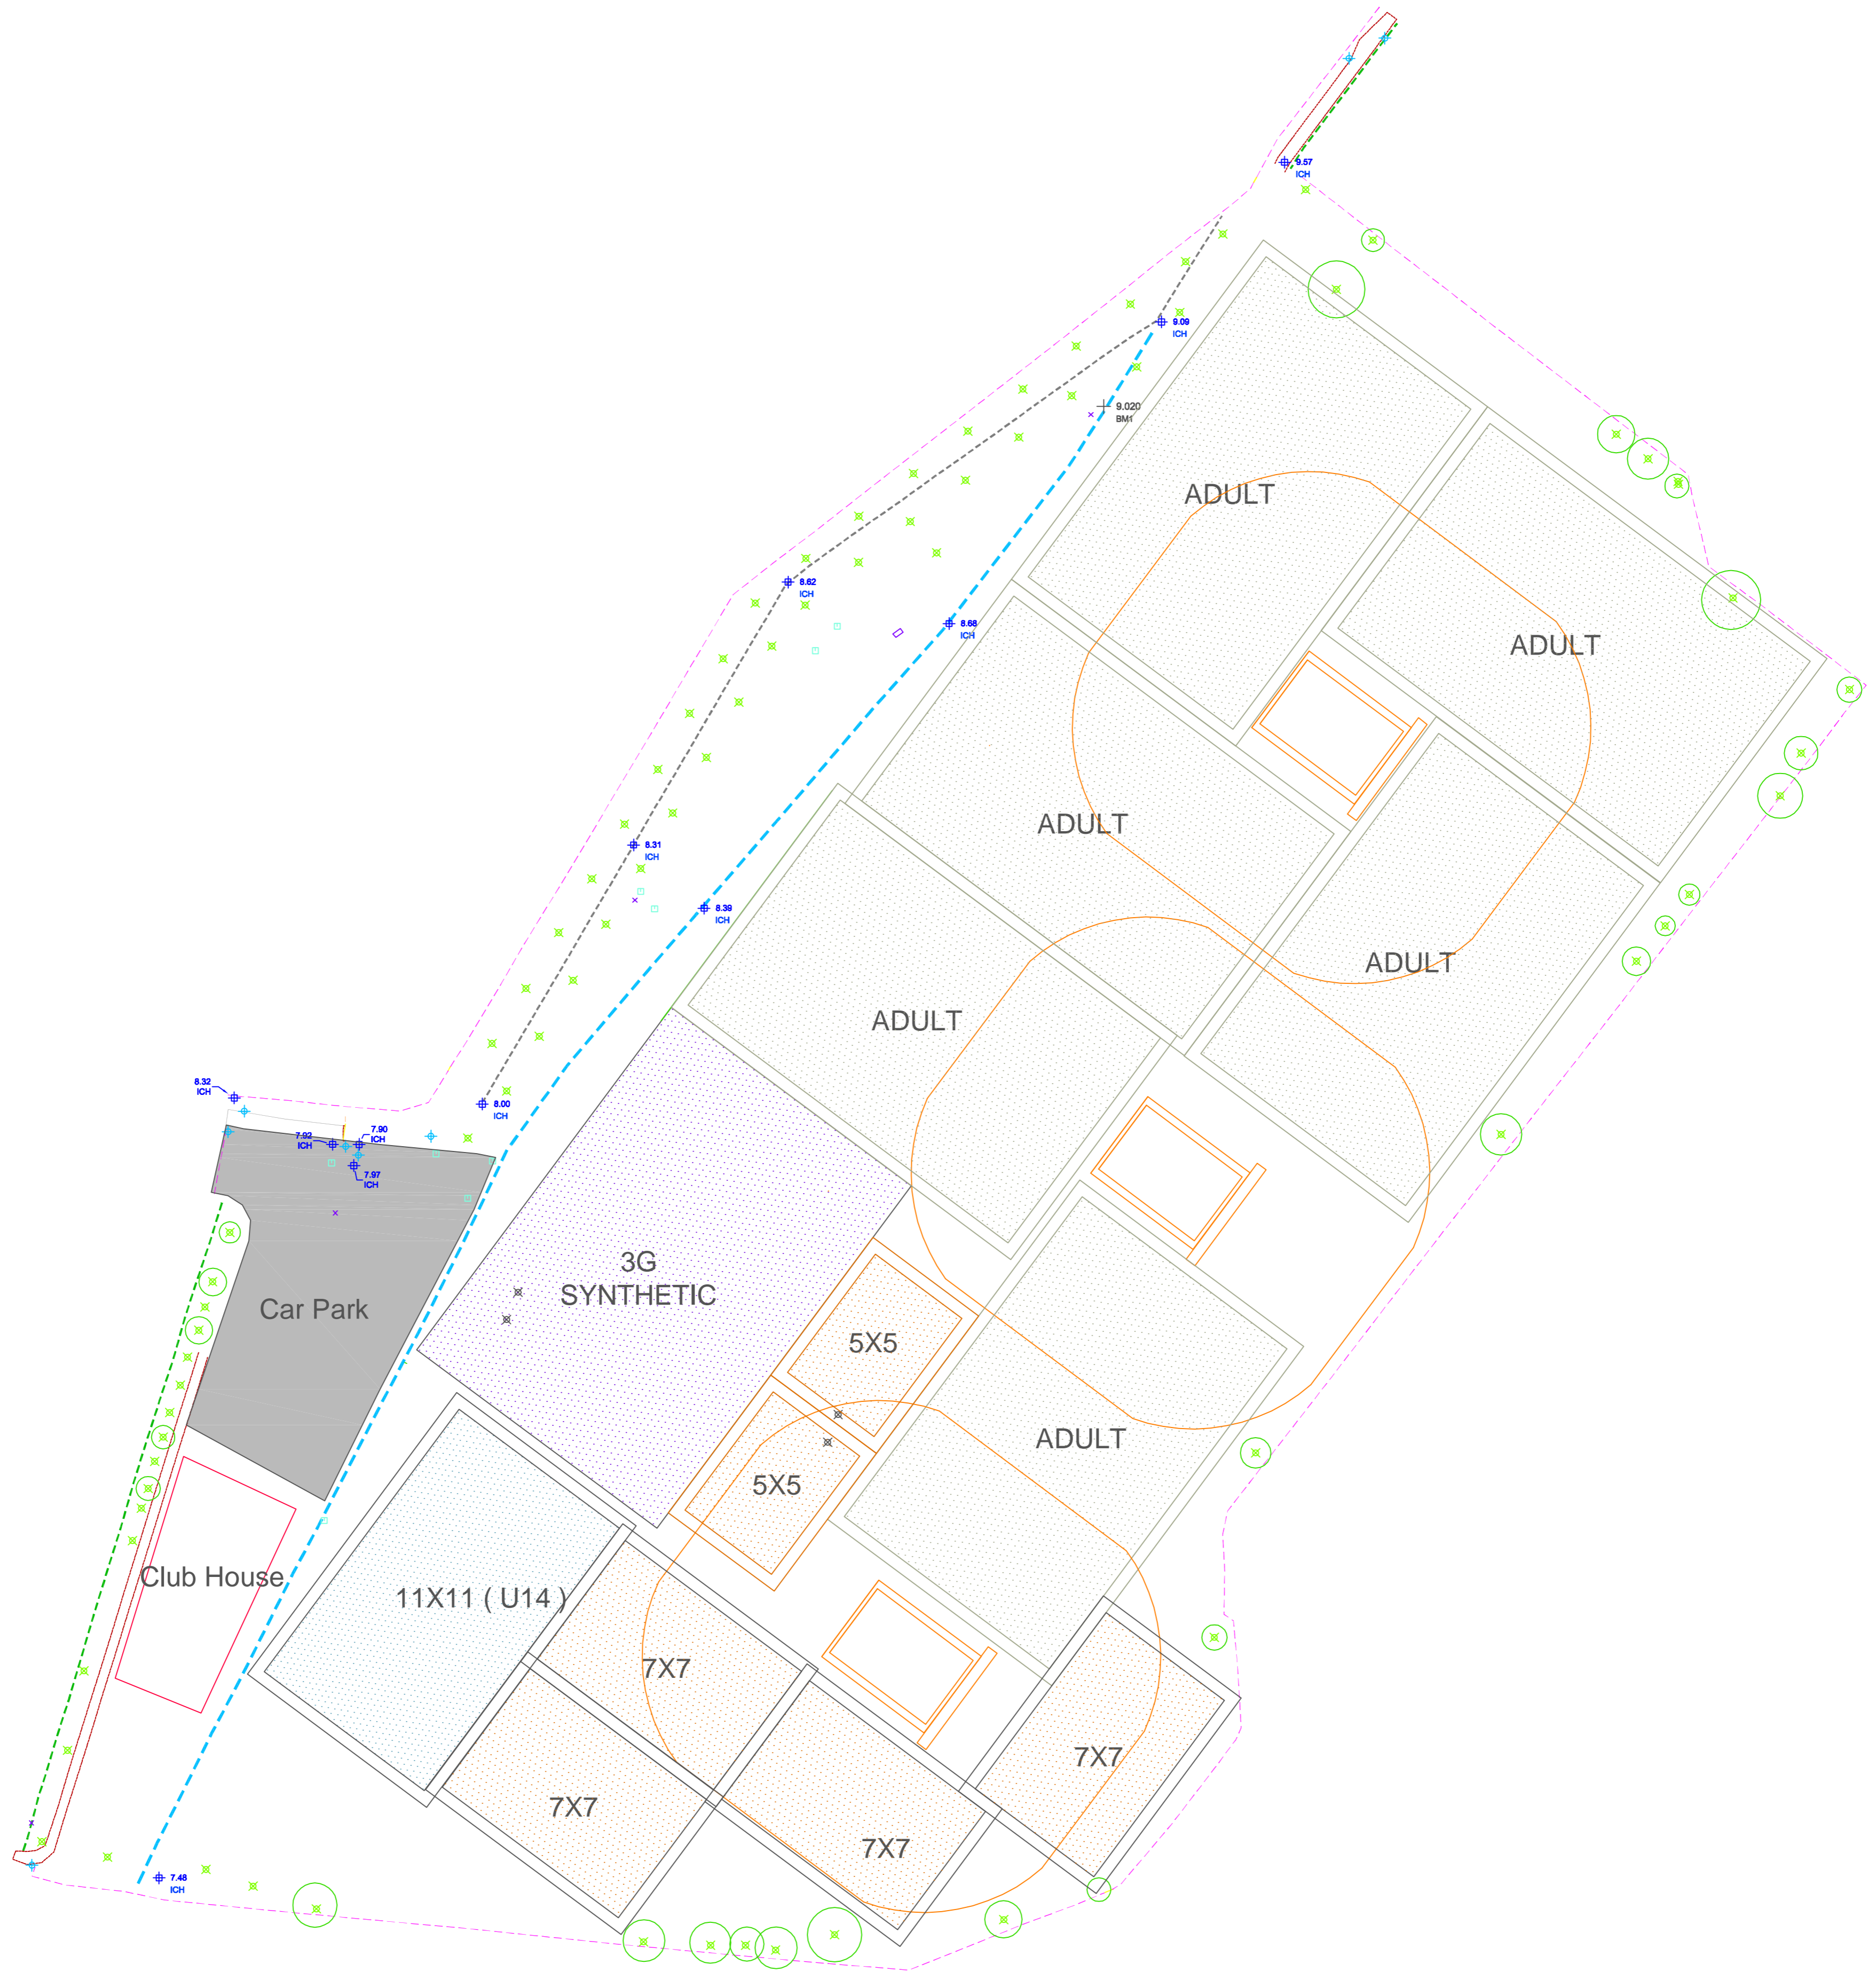 9.57
ICH
9.09
ICH
9.020
BM1
ADULT
8.62
ICH
8.68
ICH
ADULT
ADULT
8.31
ICH
8.39
ICH
ADULT
ADULT
8.32
ICH
8.00
ICH
7.92
ICH
7.90
ICH
7.97
ICH
3G
SYNTHETIC
Car Park
5X5
ADULT
5X5
Club House
11X11 ( U14 )
7X7
7X7
7X7
7X7
7.48
ICH